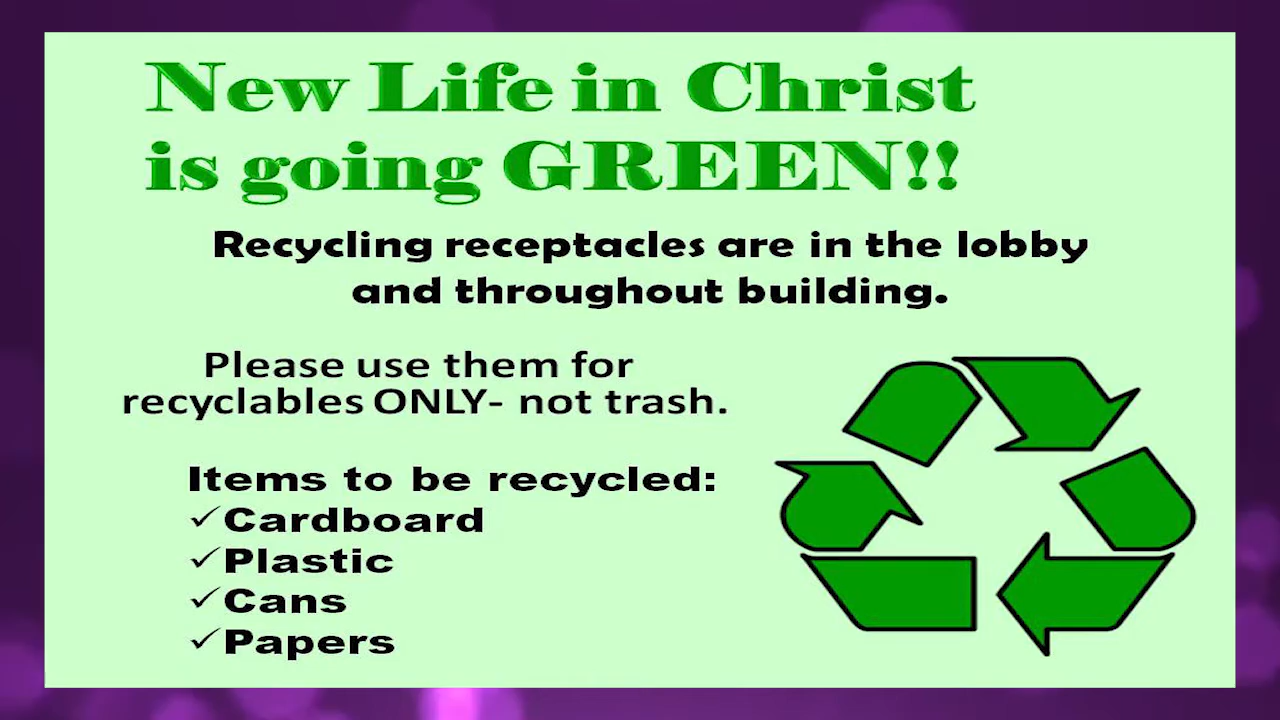 New Life in Christ
is going GREEN!!
Recycling receptacles are in the lobby
and throughout building.
Please use them for
recyclables ONLY- not trash.
Items to be recycled:
✓Cardboard
✓Plastic
✓Cans
✓Papers